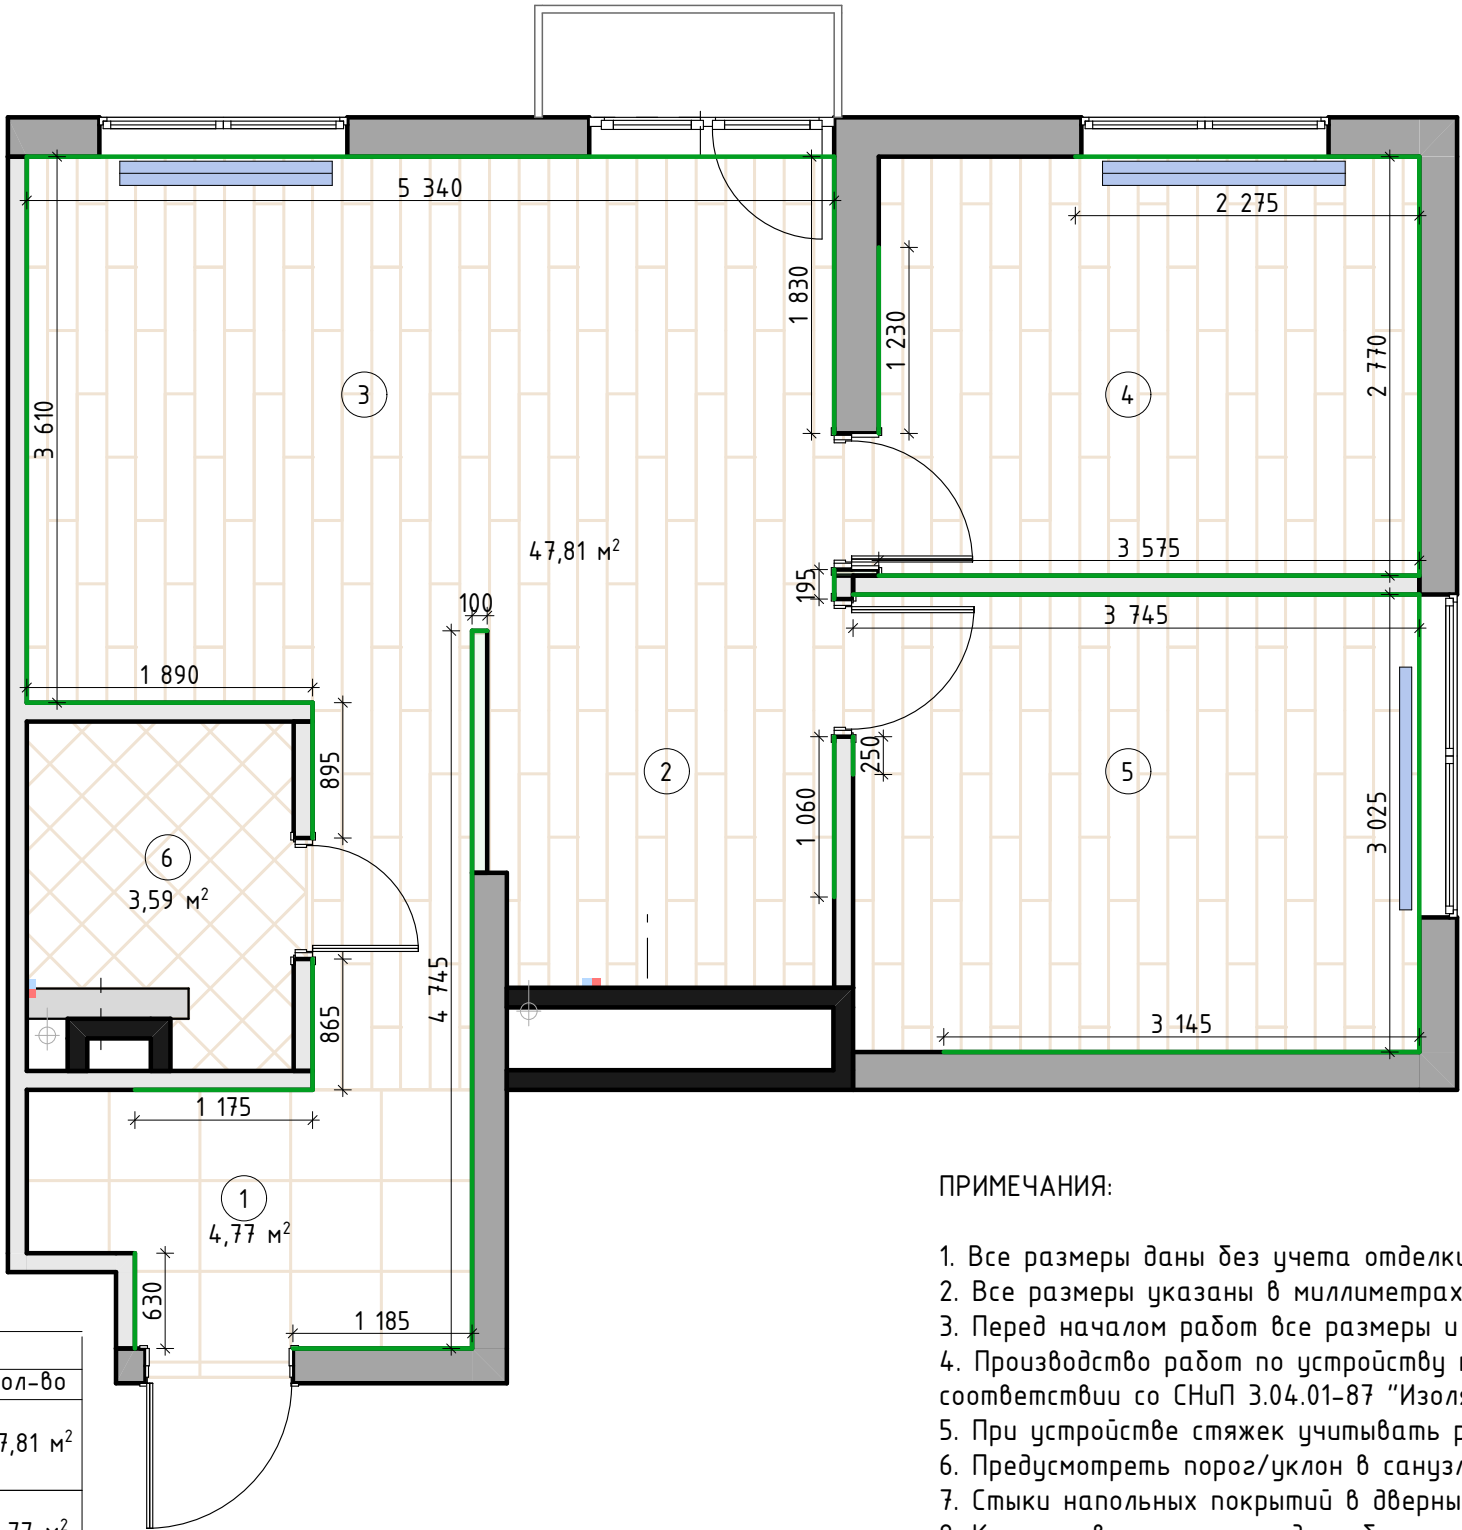 5 340
2 275
1 830
1 230
2 770
3
4
3 610
47,81 м²
3 575
195
100
3 745
1 890
895
250
2
5
1 060
3 025
6
3,59 м²
4 745
865
3 145
1 175
1
4,77 м²
630
1 185
ол-во
7,81 м²
77 м²
ПРИМЕЧАНИЯ:
1. Все размеры даны без учета отделки
2. Все размеры указаны в миллиметрах
3. Перед началом работ все размеры и
4. Производство работ по устройству
соответствии со СНиП 3.04.01-87 "Изол
5. При устройстве стяжек учитывать
6. Предусмотреть порог/уклон в сануз
7. Стыки напольных покрытий в дверны